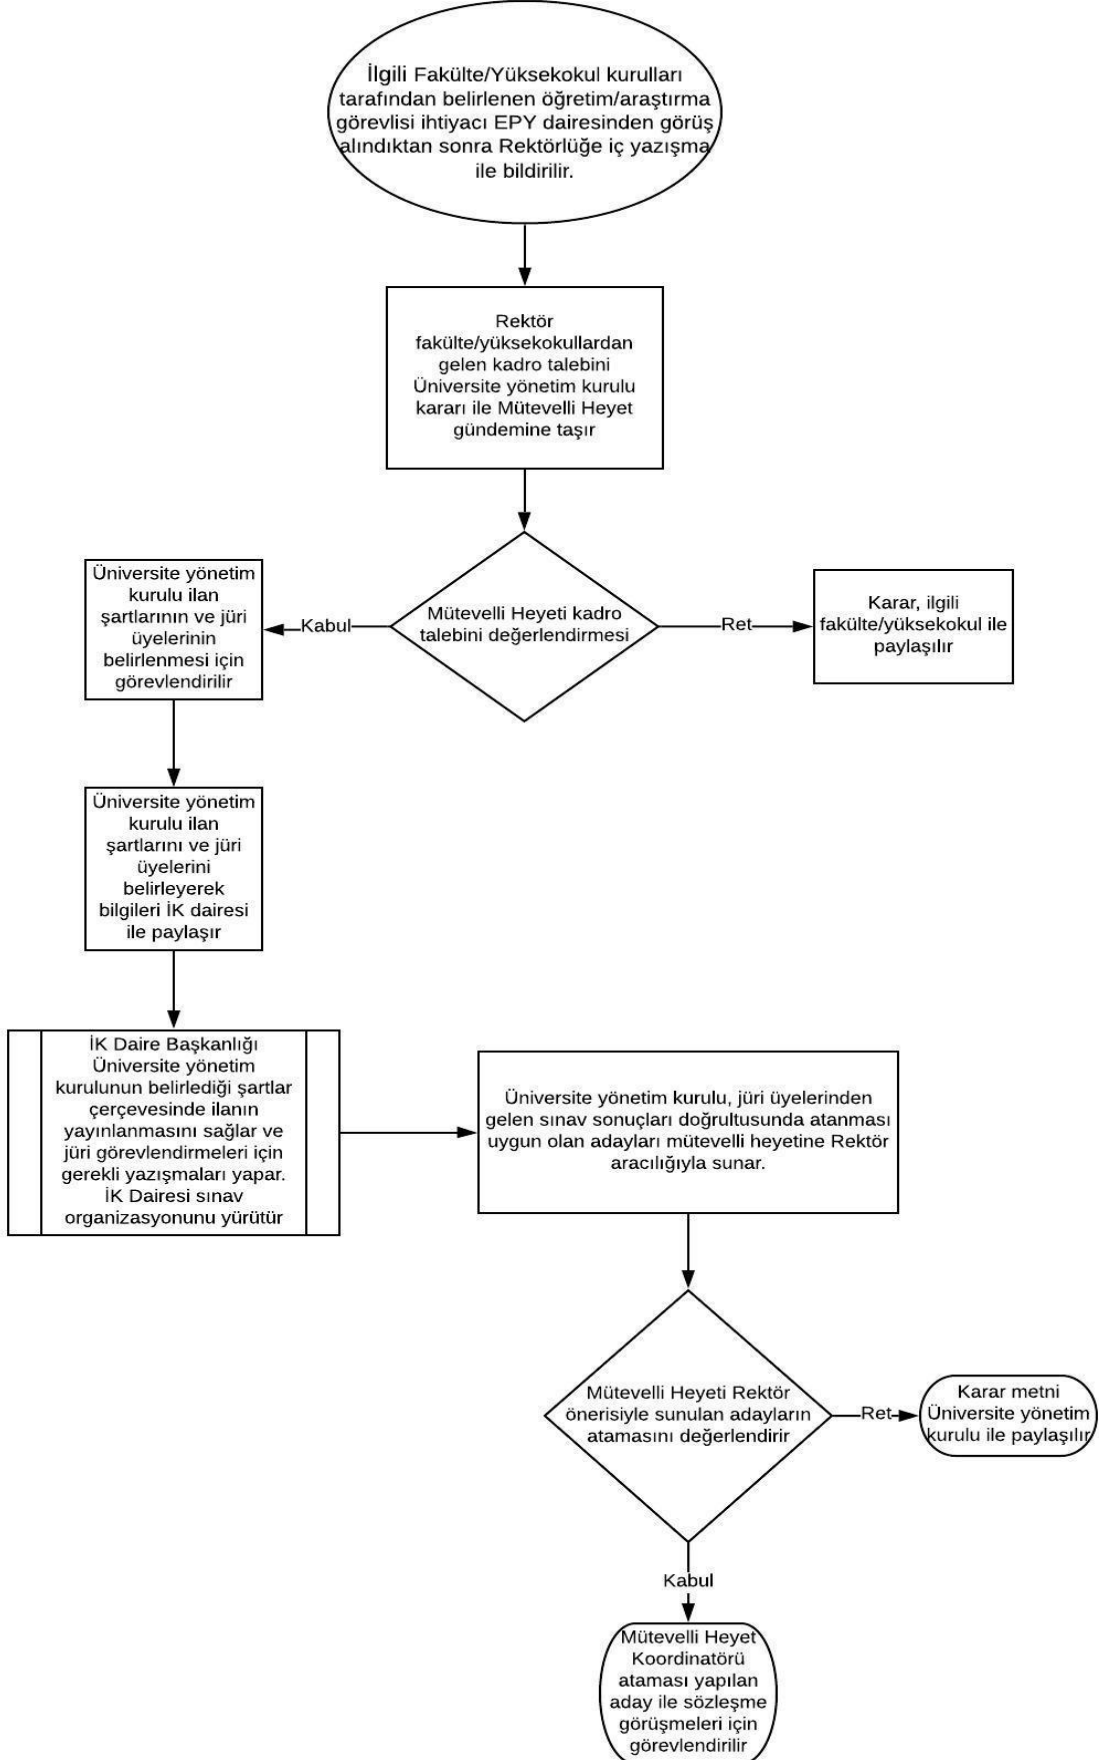 İlgili Fakülte/Yüksekokul kurulları
tarafından belirlenen öğretim/araştırma
görevlisi ihtiyacı EPY dairesinden görüş
alındıktan sonra Rektörlüğe iç yazışma
ile bildirilir.
Rektör
fakülte/yüksekokullardan
gelen kadro talebini
Üniversite yönetim kurulu
kararı ile Mütevelli Heyet
gündemine taşır
Mütevelli Heyeti kadro
talebini değerlendirmesi
Kabul
Ret
Üniversite yönetim
kurulu ilan
şartlarının ve jüri
üyelerinin
belirlenmesi için
görevlendirilir
Karar, ilgili
fakülte/yüksekokul ile
paylaşılır
Üniversite yönetim
kurulu ilan
şartlarını ve jüri
üyelerini
belirleyerek
bilgileri İK dairesi
ile paylaşır
İK Daire Başkanlığı
Üniversite yönetim
kurulunun belirlediği şartlar
çerçevesinde ilanın
yayınlanmasını sağlar ve
jüri görevlendirmeleri için
gerekli yazışmaları yapar.
İK Dairesi sınav
organizasyonunu yürütür
Üniversite yönetim kurulu, jüri üyelerinden
gelen sınav sonuçları doğrultusunda atanması
uygun olan adayları mütevelli heyetine Rektör
aracılığıyla sunar.
Mütevelli Heyeti Rektör
önerisiyle sunulan adayların
atamasını değerlendirir
Ret
Karar metni
Üniversite yönetim
kurulu ile paylaşılır
Kabul
Mütevelli Heyet
Koordinatörü
ataması yapılan
aday ile sözleşme
görüşmeleri için
görevlendirilir